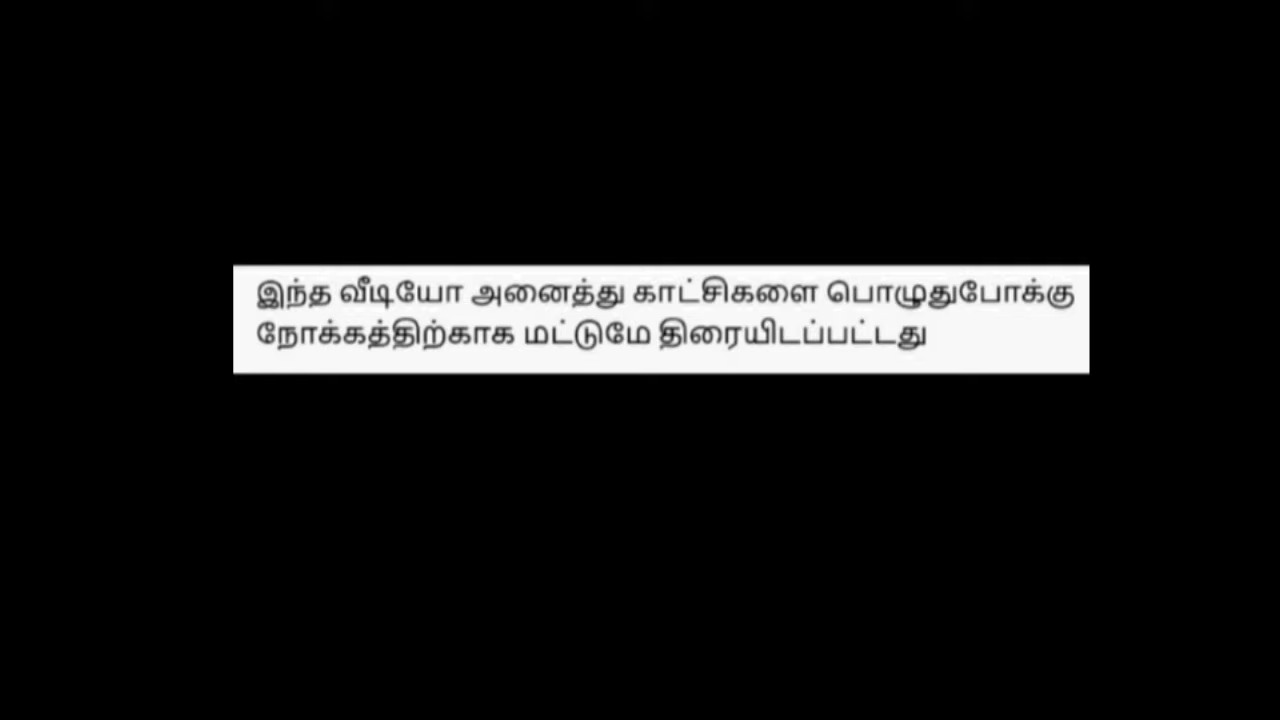 இந்த வீடியோ அனைத்து காட்சிகளை பொழுதுபோக்கு
நோக்கத்திற்காக மட்டுமே திரையிடப்பட்டது